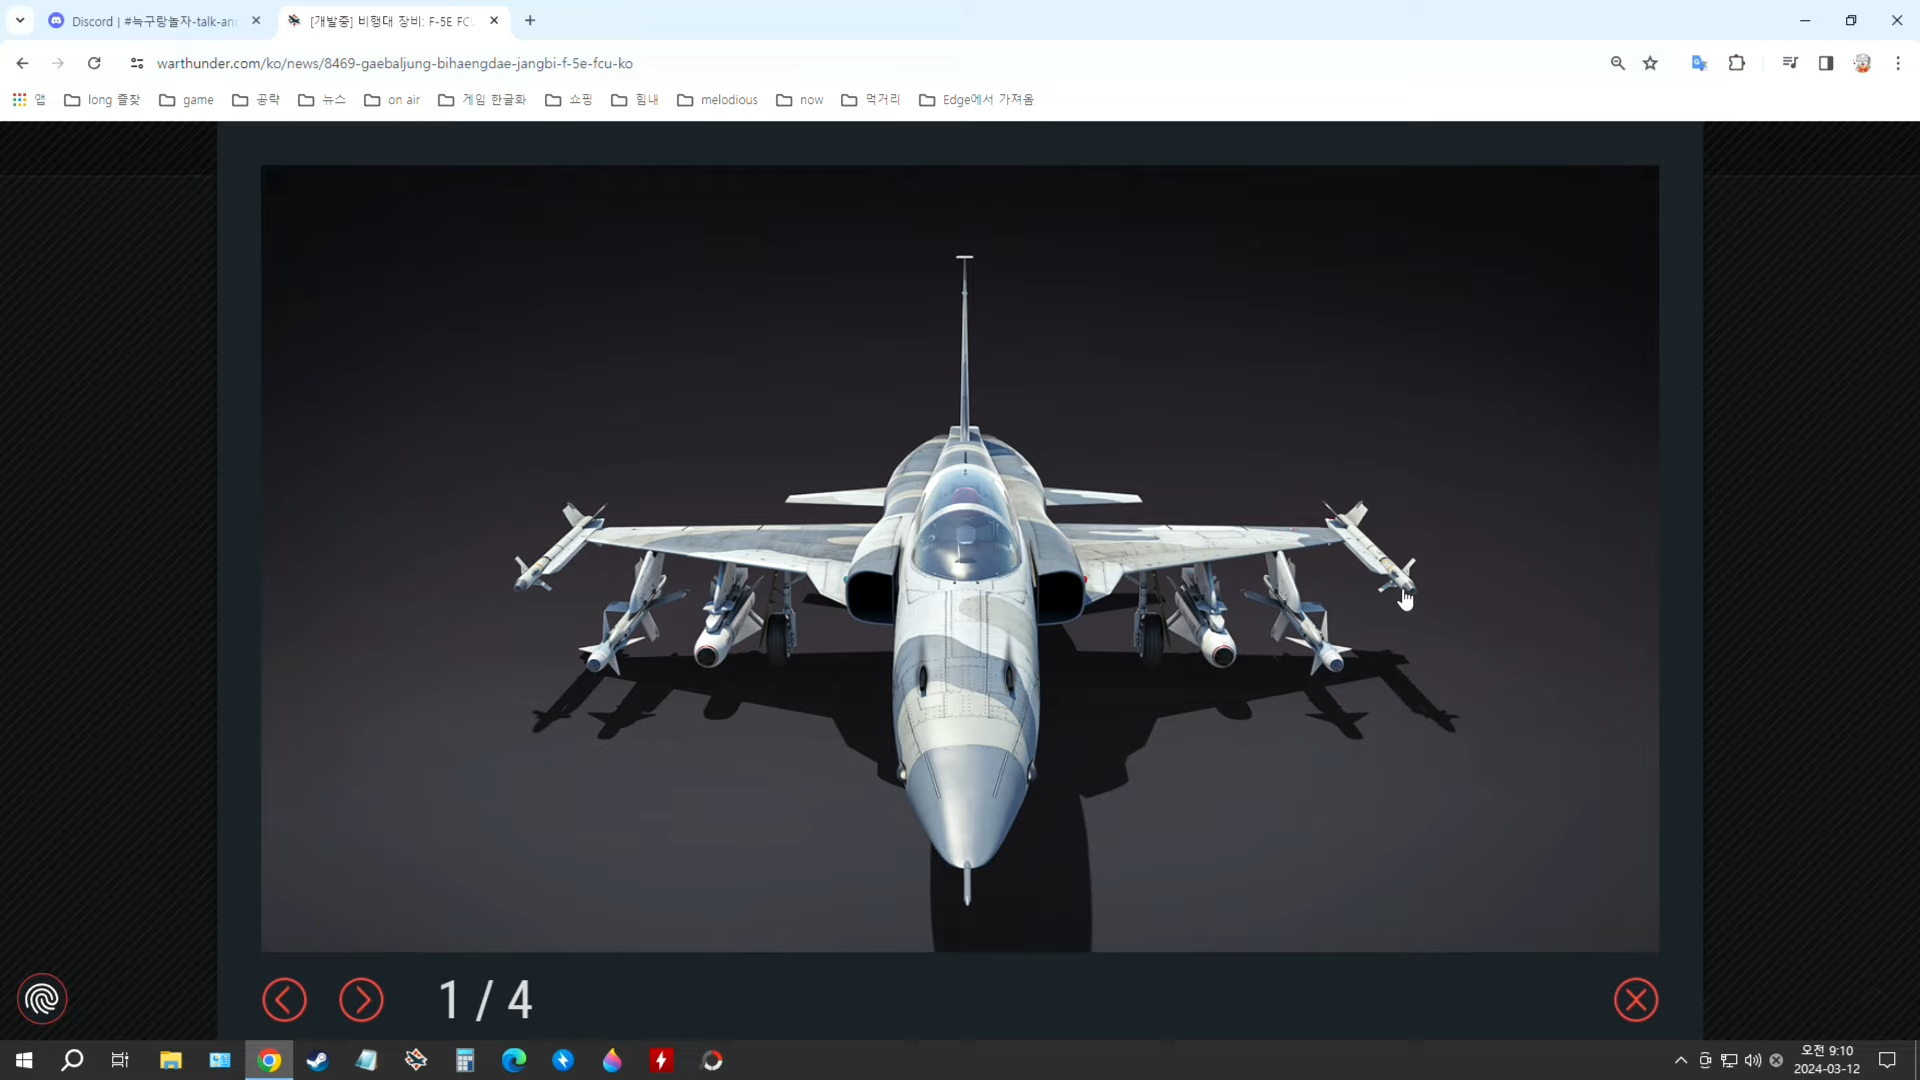 Discord | #늑구랑놀자-talk-and
[개발중] 비행대 장비: F-5E FCU
warthunder.com/ko/news/8469-gaebaljung-bihaengdae-jangbi-f-5e-fcu-ko
앱 long 즐찾 game 공략 뉴스 on air 게임 한글화 쇼핑 힘내 melodious now 먹거리 Edge에서 가져옴
1 / 4
오전 9:10
2024-03-12